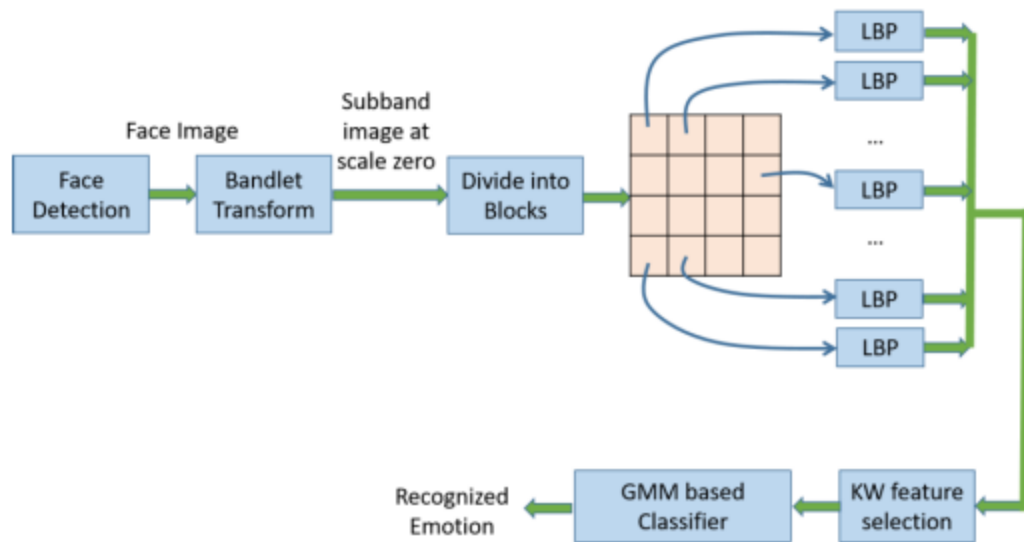 Face Detection
Face Image
Bandlet Transform
Subband
image at
scale zero
Divide into
Blocks
LBP
LBP
...
LBP
...
LBP
LBP
KW feature
selection
GMM based
Classifier
Recognized
Emotion